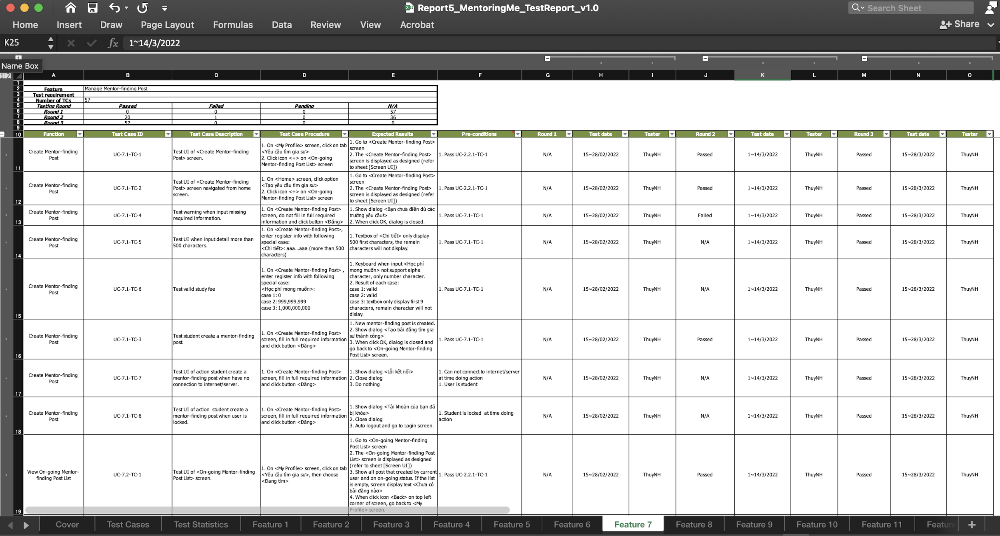 Report5_MentoringMe_TestReport_v1.0
Search Sheet
Home Insert Draw Page Layout Formulas Data Review View Acrobat
Share
K25
fx 1~14/3/2022
1
Name Box
1 2
A B C D E F G H I J K L M N O
1
2 Feature Manage Mentor-finding Post
3 Test requirement
4 Number of TCs 57
5 Testing Round Passed Failed Pending N/A
6 Round 1 0 0 0 57
7 Round 2 20 1 0 36
8 Round 3 57 0 0 0
9
10 Function Test Case ID Test Case Description Test Case Procedure Expected Results Pre-conditions Round 1 Test date Tester Round 2 Test date Tester Round 3 Test date Tester
11
Create Mentor-finding
Post
UC-7.1-TC-1
Test UI of <Create Mentor-finding
Post> screen.
1. On <My Profile> screen, click on tab
<Yêu cầu tìm gia sư>
2. Click icon <+> on <On-going
Mentor-finding Post List> screen
1. Go to <Create Mentor-finding Post>
screen
2. The <Create Mentor-finding Post>
screen is displayed as designed (refer
to sheet [Screen UI])
1. Pass UC-2.2.1-TC-1
N/A 15~28/02/2022 ThuyNH Passed 1~14/3/2022 ThuyNH Passed 15~28/3/2022 ThuyNH
12
Create Mentor-finding
Post
UC-7.1-TC-2
Test UI of <Create Mentor-finding
Post> screen navigated from home
screen.
1. On <Home> screen, click option
<Tạo yêu cầu tìm gia sư>
2. Click icon <+> on <On-going
Mentor-finding Post List> screen
1. Go to <Create Mentor-finding Post>
screen
2. The <Create Mentor-finding Post>
screen is displayed as designed (refer
to sheet [Screen UI])
1. Pass UC-2.2.1-TC-1
N/A 15~28/02/2022 ThuyNH Passed 1~14/3/2022 ThuyNH Passed 15~28/3/2022 ThuyNH
13
Create Mentor-finding
Post
UC-7.1-TC-4
Test warning when input missing
required information.
1. On <Create Mentor-finding Post>
screen, do not fill in full required
information and click button <Đăng>
1. Show dialog <Bạn chưa điền đủ các
trường yêu cầu!>
2. When click OK, dialog is closed.
1. Pass UC-7.1-TC-1
N/A 15~28/02/2022 ThuyNH Failed 1~14/3/2022 ThuyNH Passed 15~28/3/2022 ThuyNH
14
Create Mentor-finding
Post
UC-7.1-TC-5
Test UI when input detail more than
500 characters.
1. On <Create Mentor-finding Post>,
enter register info with following
special case:
<Chi tiết>: aaa...aaa (more than 500
characters)
1. Textbox of <Chi tiết> only display
500 first characters, the remain
characters will not display.
1. Pass UC-7.1-TC-1
N/A 15~28/02/2022 ThuyNH N/A 1~14/3/2022 ThuyNH Passed 15~28/3/2022 ThuyNH
15
Create Mentor-finding
Post
UC-7.1-TC-6
Test valid study fee
1. On <Create Mentor-finding Post> ,
enter register info with following
special case:
<Học phí mong muốn>:
case 1: 0
case 2: 999,999,999
case 3: 1,000,000,000
1. Keyboard when input <Học phí
mong muốn> not support alpha
character, only number character.
2. Result of each case:
case 1: valid
case 2: valid
case 3: textbox only display first 9
characters, remain character will not
dislay.
1. Pass UC-7.1-TC-1
N/A 15~28/02/2022 ThuyNH N/A 1~14/3/2022 ThuyNH Passed 15~28/3/2022 ThuyNH
16
Create Mentor-finding
Post
UC-7.1-TC-3
Test student create a mentor-finding
post.
1. On <Create Mentor-finding Post>
screen, fill in full required information
and click button <Đăng>
1. New mentor-finding post is created.
2. Show dialog <Tạo bài đăng tìm gia
sư thành công>
3. When click OK, dialog is closed and
go back to <On-going Mentor-finding
Post List> screen.
1. Pass UC-7.1-TC-1
N/A 15~28/02/2022 ThuyNH Passed 1~14/3/2022 ThuyNH Passed 15~28/3/2022 ThuyNH
17
Create Mentor-finding
Post
UC-7.1-TC-7
Test UI of action student create a
mentor-finding post when have no
connection to internet/server.
1. On <Create Mentor-finding Post>
screen, fill in full required information
and click button <Đăng>
1. Show dialog <Lỗi kết nối>
2. Close dialog
3. Do nothing
1. Can not connect to internet/server
at time doing action
1. User is student
N/A 15~28/02/2022 ThuyNH N/A 1~14/3/2022 ThuyNH Passed 15~28/3/2022 ThuyNH
18
Create Mentor-finding
Post
UC-7.1-TC-8
Test UI of action student create a
mentor-finding post when user is
locked.
1. On <Create Mentor-finding Post>
screen, fill in full required information
and click button <Đăng>
1. Show dialog <Tài khoản của bạn đã
bị khóa>
2. Close dialog
3. Auto logout and go to Login screen.
1. Student is locked at time doing
action
N/A 15~28/02/2022 ThuyNH N/A 1~14/3/2022 ThuyNH Passed 15~28/3/2022 ThuyNH
19
View On-going Mentor-
finding Post List
UC-7.2-TC-1
Test UI of <On-going Mentor-finding
Post List> screen.
1. On <My Profile> screen, click on tab
<Yêu cầu tìm gia sư>, then choose
<Đang tìm>
1. Go to <On-going Mentor-finding
Post List> screen
2. The <On-going Mentor-finding Post
List> screen is displayed as designed
(refer to sheet [Screen UI])
3. Show all post that created by current
user and on on-going status. If the list
is empty, screen display text <Chưa có
bài đăng nào>
4. When click icon <Back> on top left
corner of screen, go back to <My
Profile> screen.
1. Pass UC-2.2.1-TC-1
N/A 15~28/02/2022 ThuyNH Passed 1~14/3/2022 ThuyNH Passed 15~28/3/2022 ThuyNH
Cover Test Cases Test Statistics Feature 1 Feature 2 Feature 3 Feature 4 Feature 5 Feature 6 Feature 7 Feature 8 Feature 9 Feature 10 Feature 11 Feature +